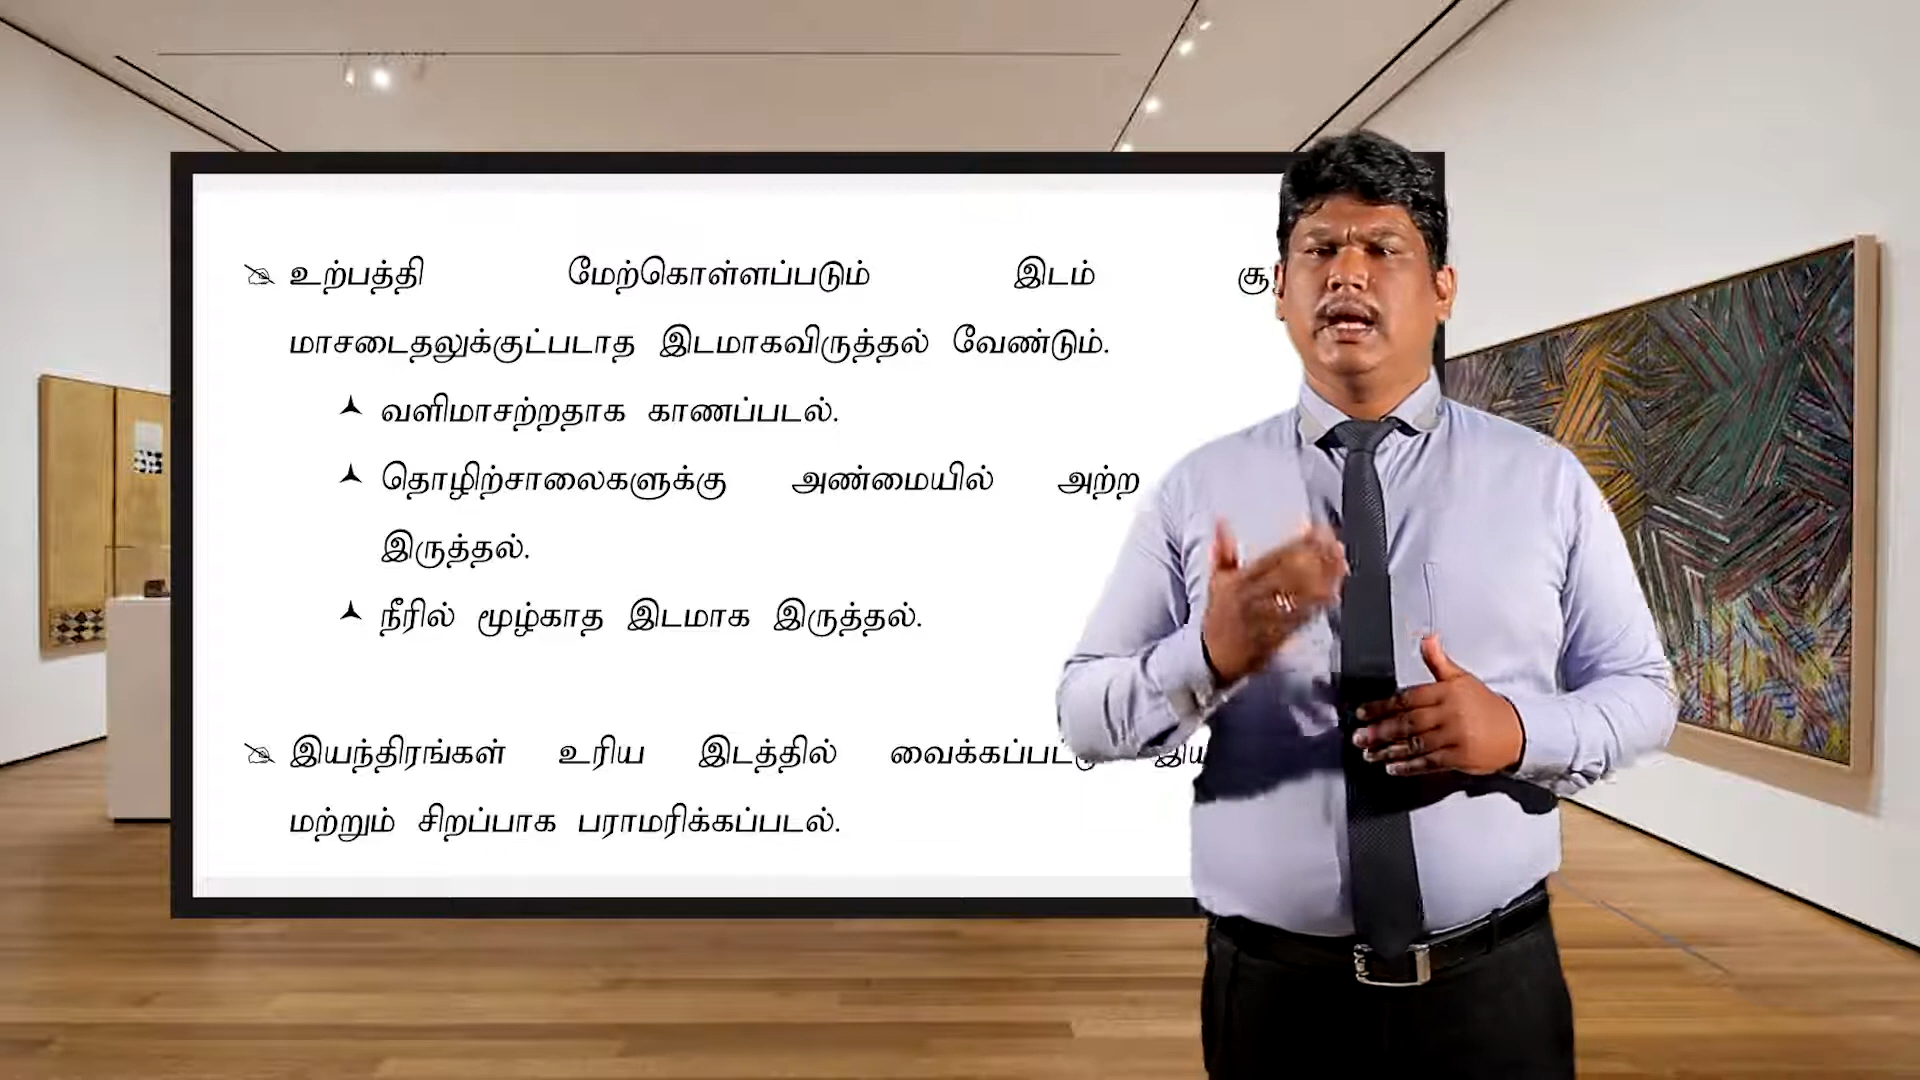 உற்பத்தி மேற்கொள்ளப்படும் இடம்
மாசடைதலுக்குட்படாத இடமாகவிருத்தல் வேண்டும்.
வளிமாசற்றதாக காணப்படல்.
தொழிற்சாலைகளுக்கு அண்மையில் அற்ற
இருத்தல்.
நீரில் மூழ்காத இடமாக இருத்தல்.
இயந்திரங்கள் உரிய இடத்தில்
மற்றும் சிறப்பாக பராமரிக்கப்படல்.